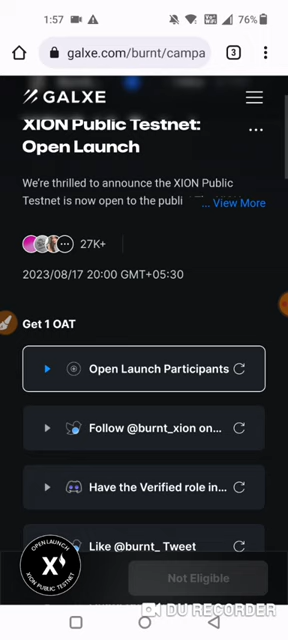 1:57
76%
galxe.com/burnt/campa
3
GALXE
XION Public Testnet:
Open Launch
We're thrilled to announce the XION Public
Testnet is now open to the publi
... View More
27K+
2023/08/17 20:00 GMT+05:30
Get 1 OAT
Open Launch Participants
Follow @burnt_xion on...
Have the Verified role in...
Like @burnt_ Tweet
OPEN LAUNCH
X
XION PUBLIC TESTNET
Not Eligible
DU RECORDER